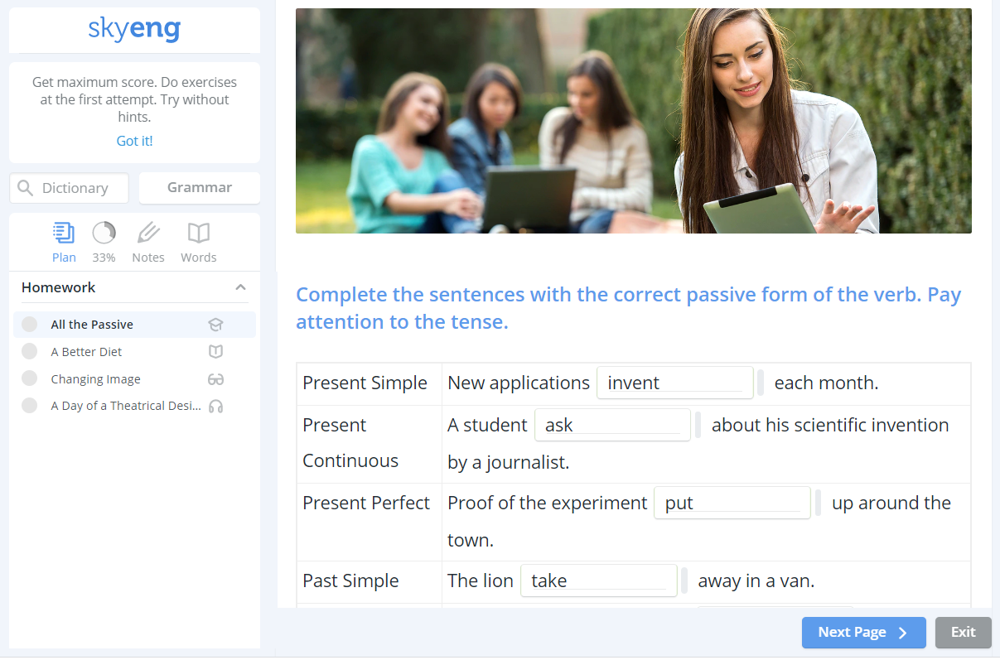 skyeng
Get maximum score. Do exercises
at the first attempt. Try without
hints.
Got it!
Dictionary
Grammar
Plan
33%
Notes
Words
Homework
All the Passive
A Better Diet
Changing Image
A Day of a Theatrical Desi...
Complete the sentences with the correct passive form of the verb. Pay
attention to the tense.
Present Simple New applications invent each month.
Present A student ask about his scientific invention
Continuous by a journalist.
Present Perfect Proof of the experiment put up around the
town.
Past Simple The lion take away in a van.
Next Page
Exit